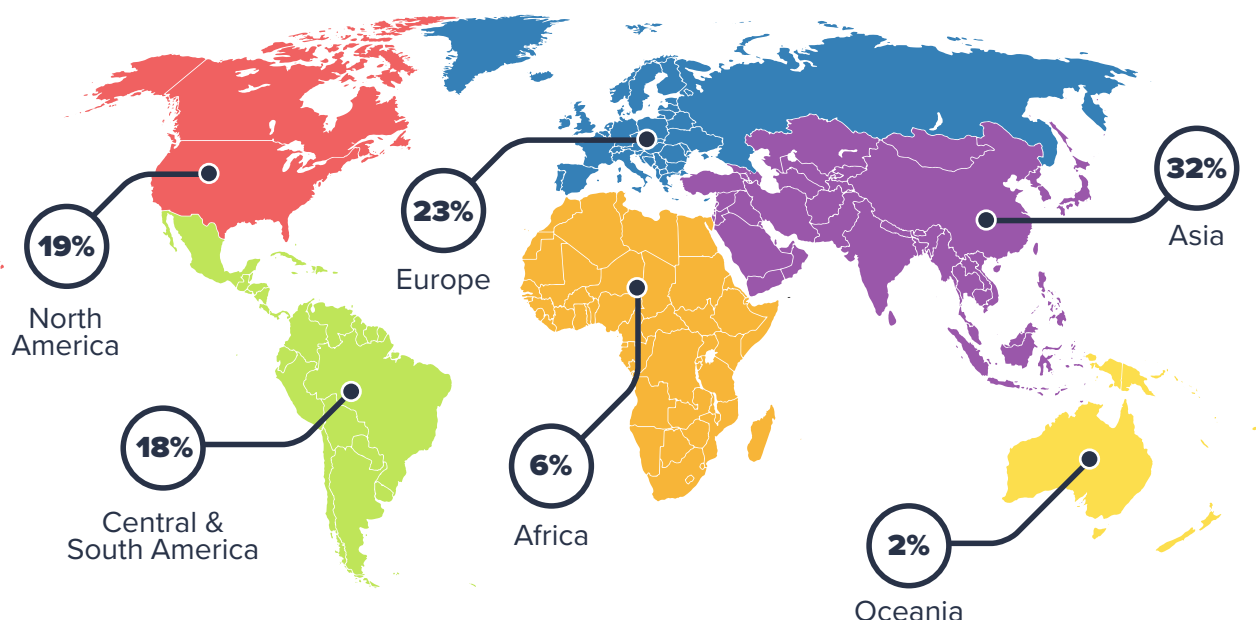 19%
North
America
23%
Europe
32%
Asia
18%
Central &
South America
6%
Africa
2%
Oceania